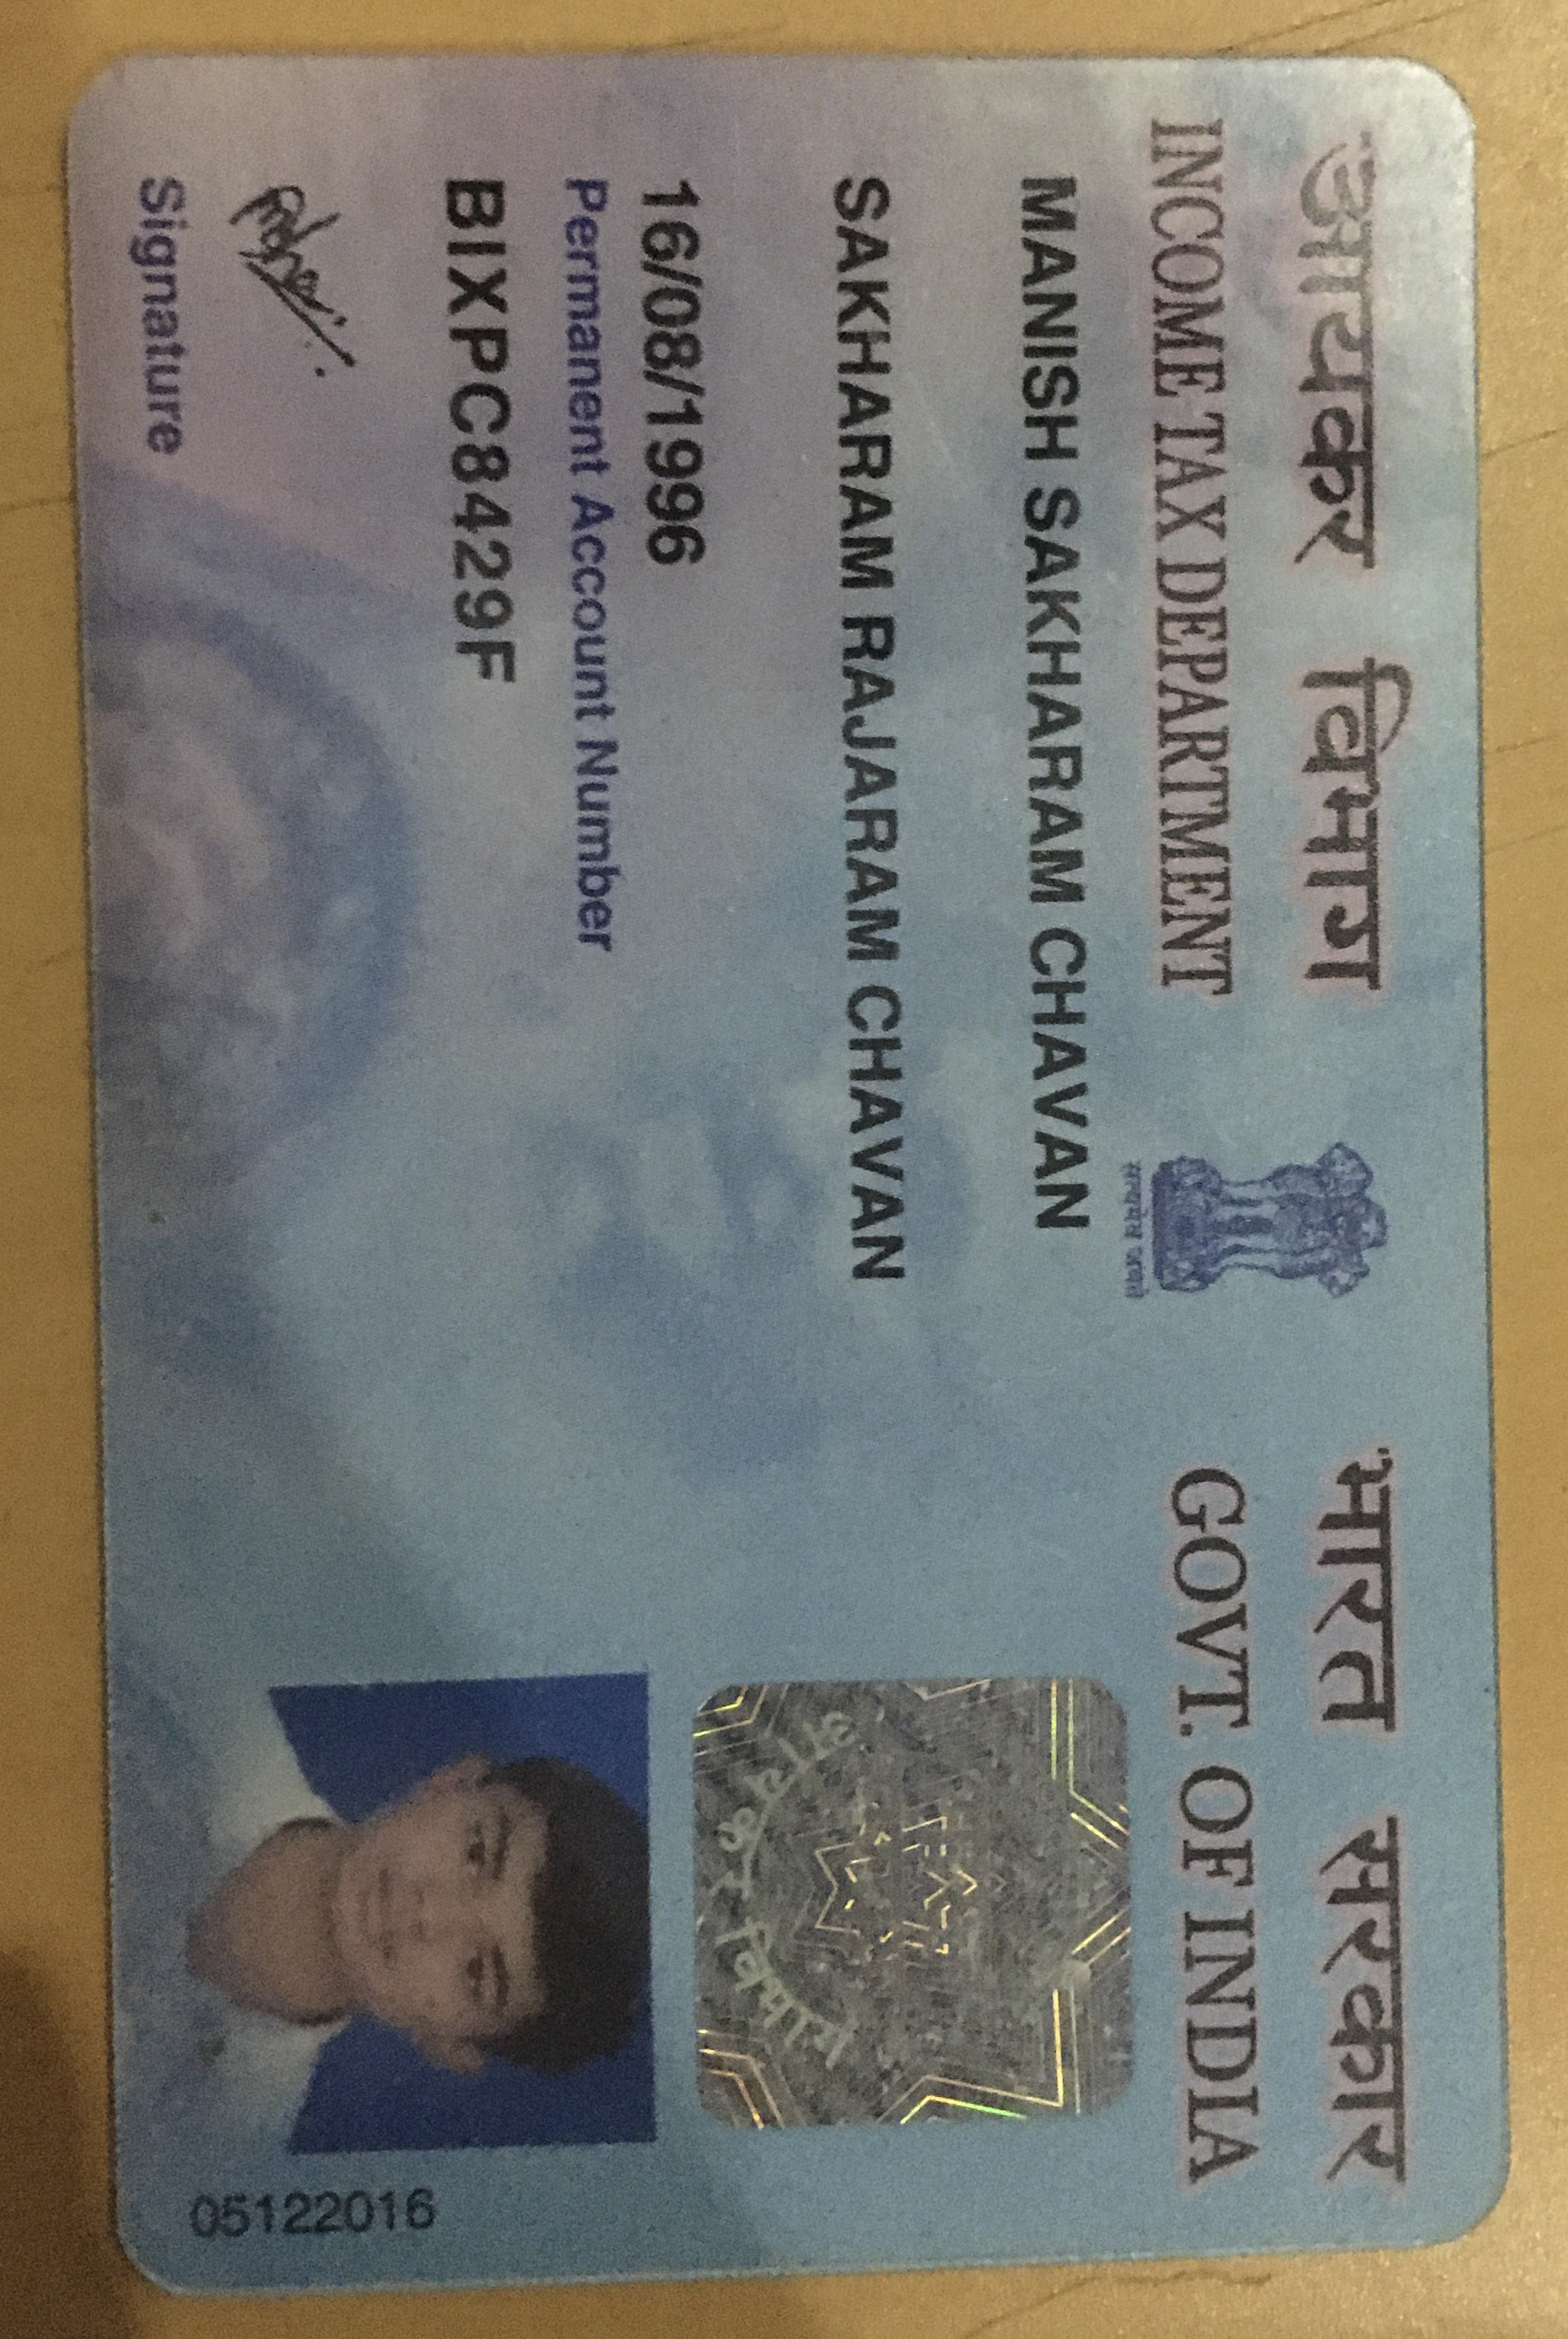 आयकर विभाग
INCOME TAX DEPARTMENT
सत्यमेव जयते
भारत सरकार
GOVT. OF INDIA
MANISH SAKHARAM CHAVAN
SAKHARAM RAJARAM CHAVAN
16/08/1996
Permanent Account Number
BIXPC8429F
Signature
आयकर विभाग
05122016